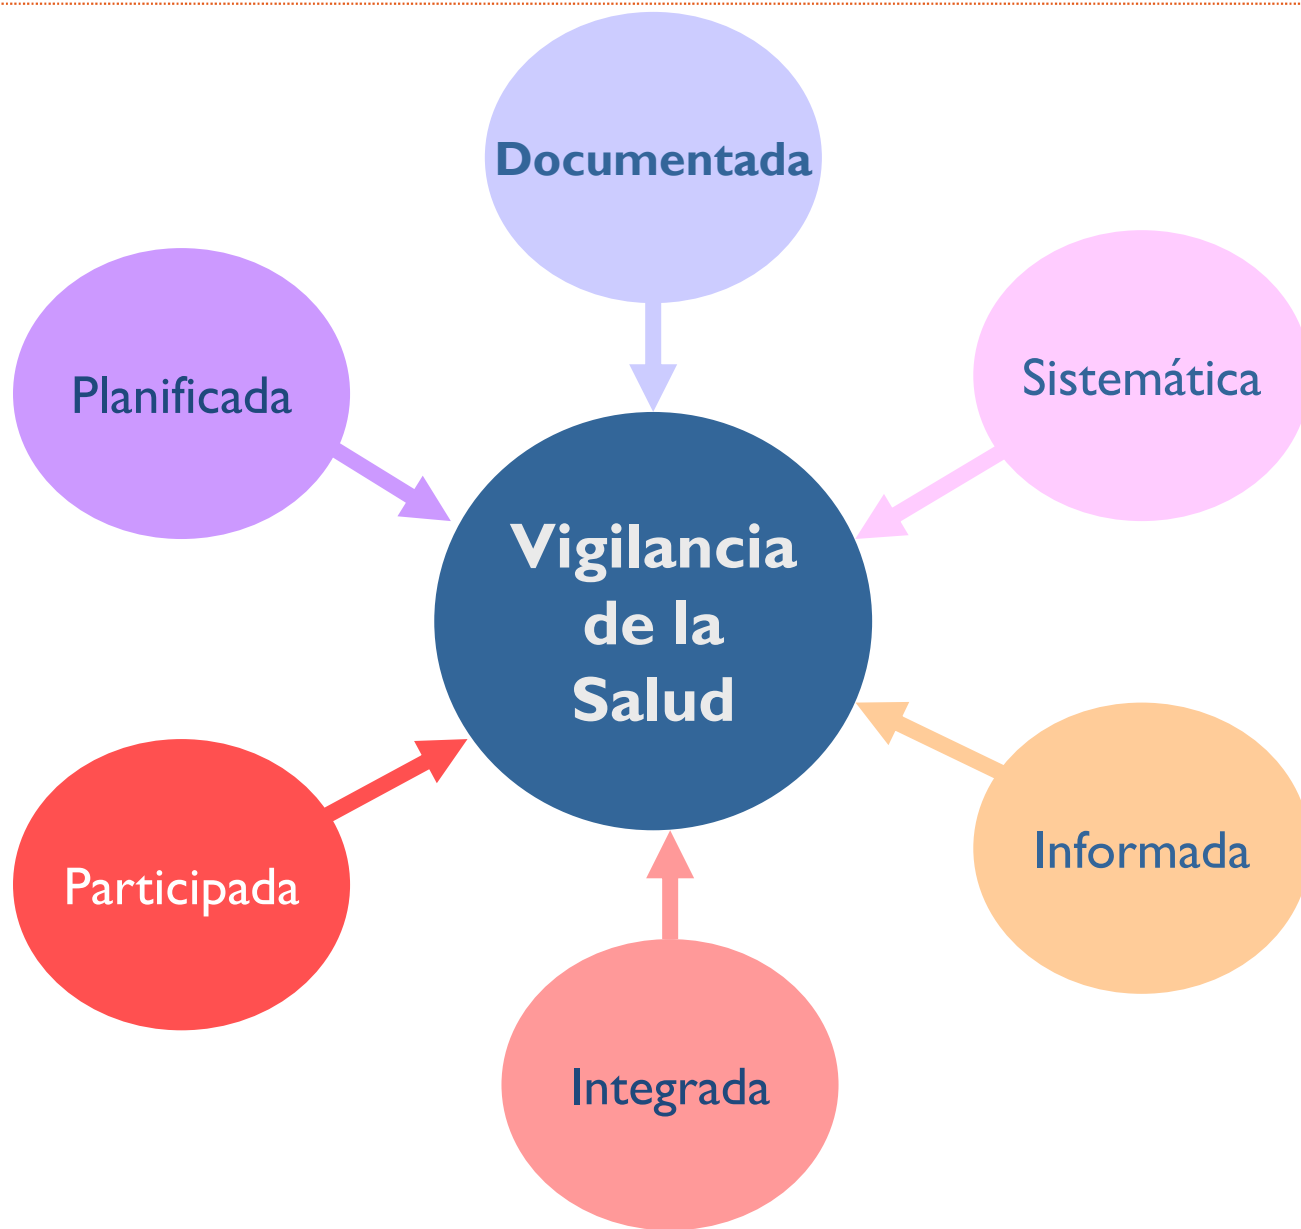 Documentada
Planificada
Sistemática
Vigilancia
de la
Salud
Participada
Informada
Integrada